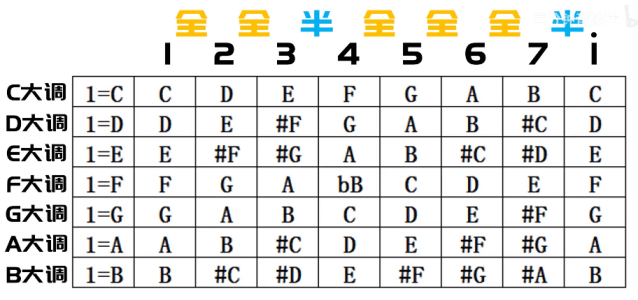 全 全 半 全 全 全 半
1 2 3 4 5 6 7 i
C大调 1=C C D E F G A B C
D大调 1=D D E #F G A B #C D
E大调 1=E E #F #G A B #C #D E
F大调 1=F F G A bB C D E F
G大调 1=G G A B C D E #F G
A大调 1=A A B #C D E #F #G A
B大调 1=B B #C #D E #F #G #A B